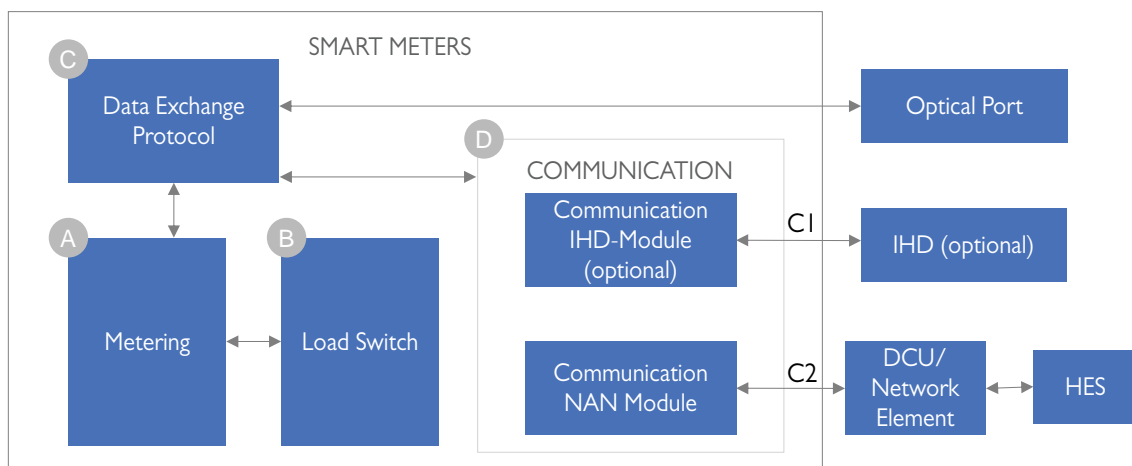 SMART METERS
C
Data Exchange
Protocol
Optical Port
D
COMMUNICATION
Communication
IHD-Module
(optional)
C1
IHD (optional)
A
Metering
B
Load Switch
Communication
NAN Module
C2
DCU/
Network
Element
HES